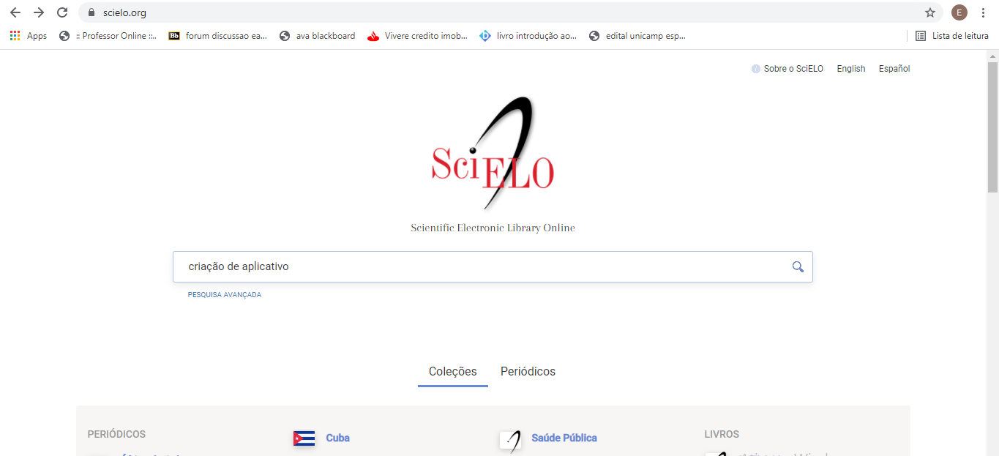 scielo.org
E
Apps
:: Professor Online ::..
Bb
forum discussao ea...
ava blackboard
Vivere credito imob...
livro introdução ao...
edital unicamp esp...
Lista de leitura
Sobre o SciELO English Español
SciELO
Scientific Electronic Library Online
criação de aplicativo
PESQUISA AVANÇADA
Coleções Periódicos
PERIÓDICOS
Cuba
Saúde Pública
LIVROS